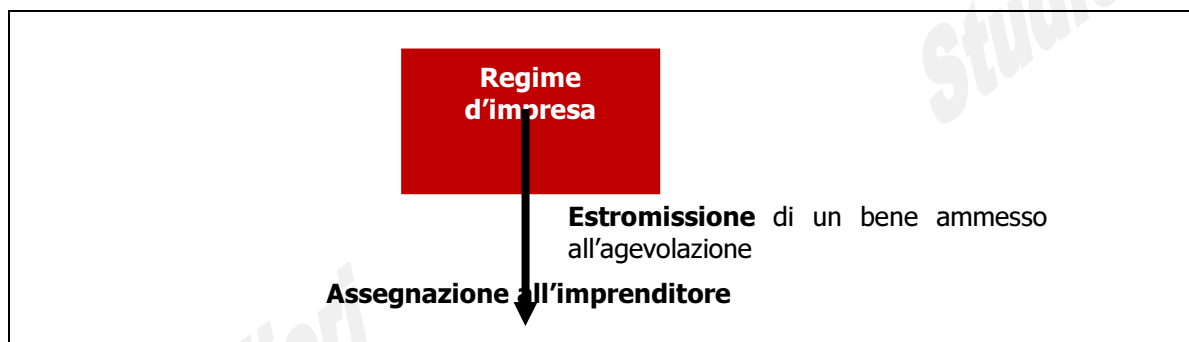 Regime
d’impresa
Estromissione di un bene ammesso
all’agevolazione
Assegnazione all’imprenditore